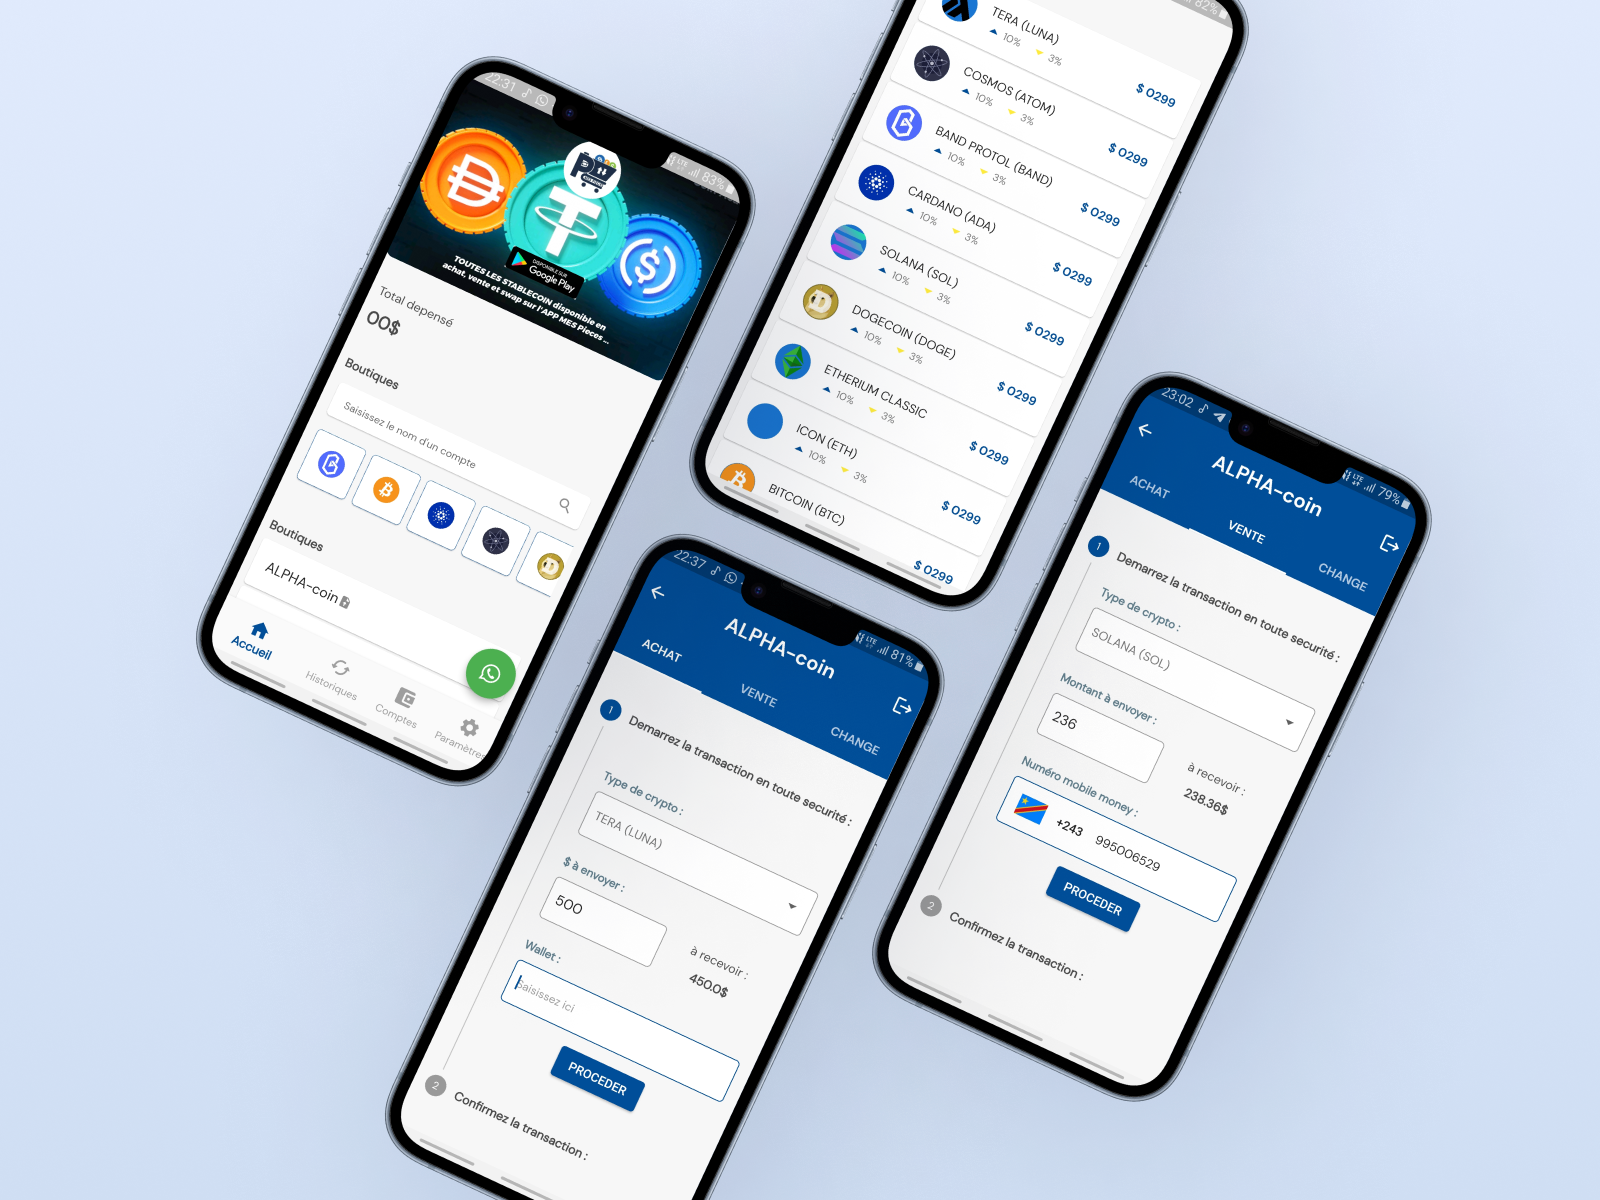 22:31
LTE
83%
DISPONIBLE SUR
Google Play
TOUTES LES STABLECOIN disponible en
achat, vente et swap sur l'APP MES Pieces ...
Total depensé
00$
Boutiques
Saisissez le nom d'un compte
Boutiques
ALPHA-coin
Accueil
Historiques
Comptes
Paramètres
82%
TERA (LUNA)
10% 3%
$ 0299
COSMOS (ATOM)
10% 3%
$ 0299
BAND PROTOL (BAND)
10% 3%
$ 0299
CARDANO (ADA)
10% 3%
$ 0299
SOLANA (SOL)
10% 3%
$ 0299
DOGECOIN (DOGE)
10% 3%
$ 0299
ETHERIUM CLASSIC
10% 3%
$ 0299
ICON (ETH)
10% 3%
$ 0299
BITCOIN (BTC)
$ 0299
22:37
LTE
81%
ALPHA-coin
ACHAT
VENTE
CHANGE
1
Demarrez la transaction en toute securité :
Type de crypto :
TERA (LUNA)
$ à envoyer :
500
à recevoir :
450.0$
Wallet :
Saisissez ici
PROCEDER
2
Confirmez la transaction :
23:02
LTE
79%
ALPHA-coin
ACHAT
VENTE
CHANGE
1
Demarrez la transaction en toute securité :
Type de crypto :
SOLANA (SOL)
Montant à envoyer :
236
à recevoir :
238.36$
Numéro mobile money :
+243 995006529
PROCEDER
2
Confirmez la transaction :